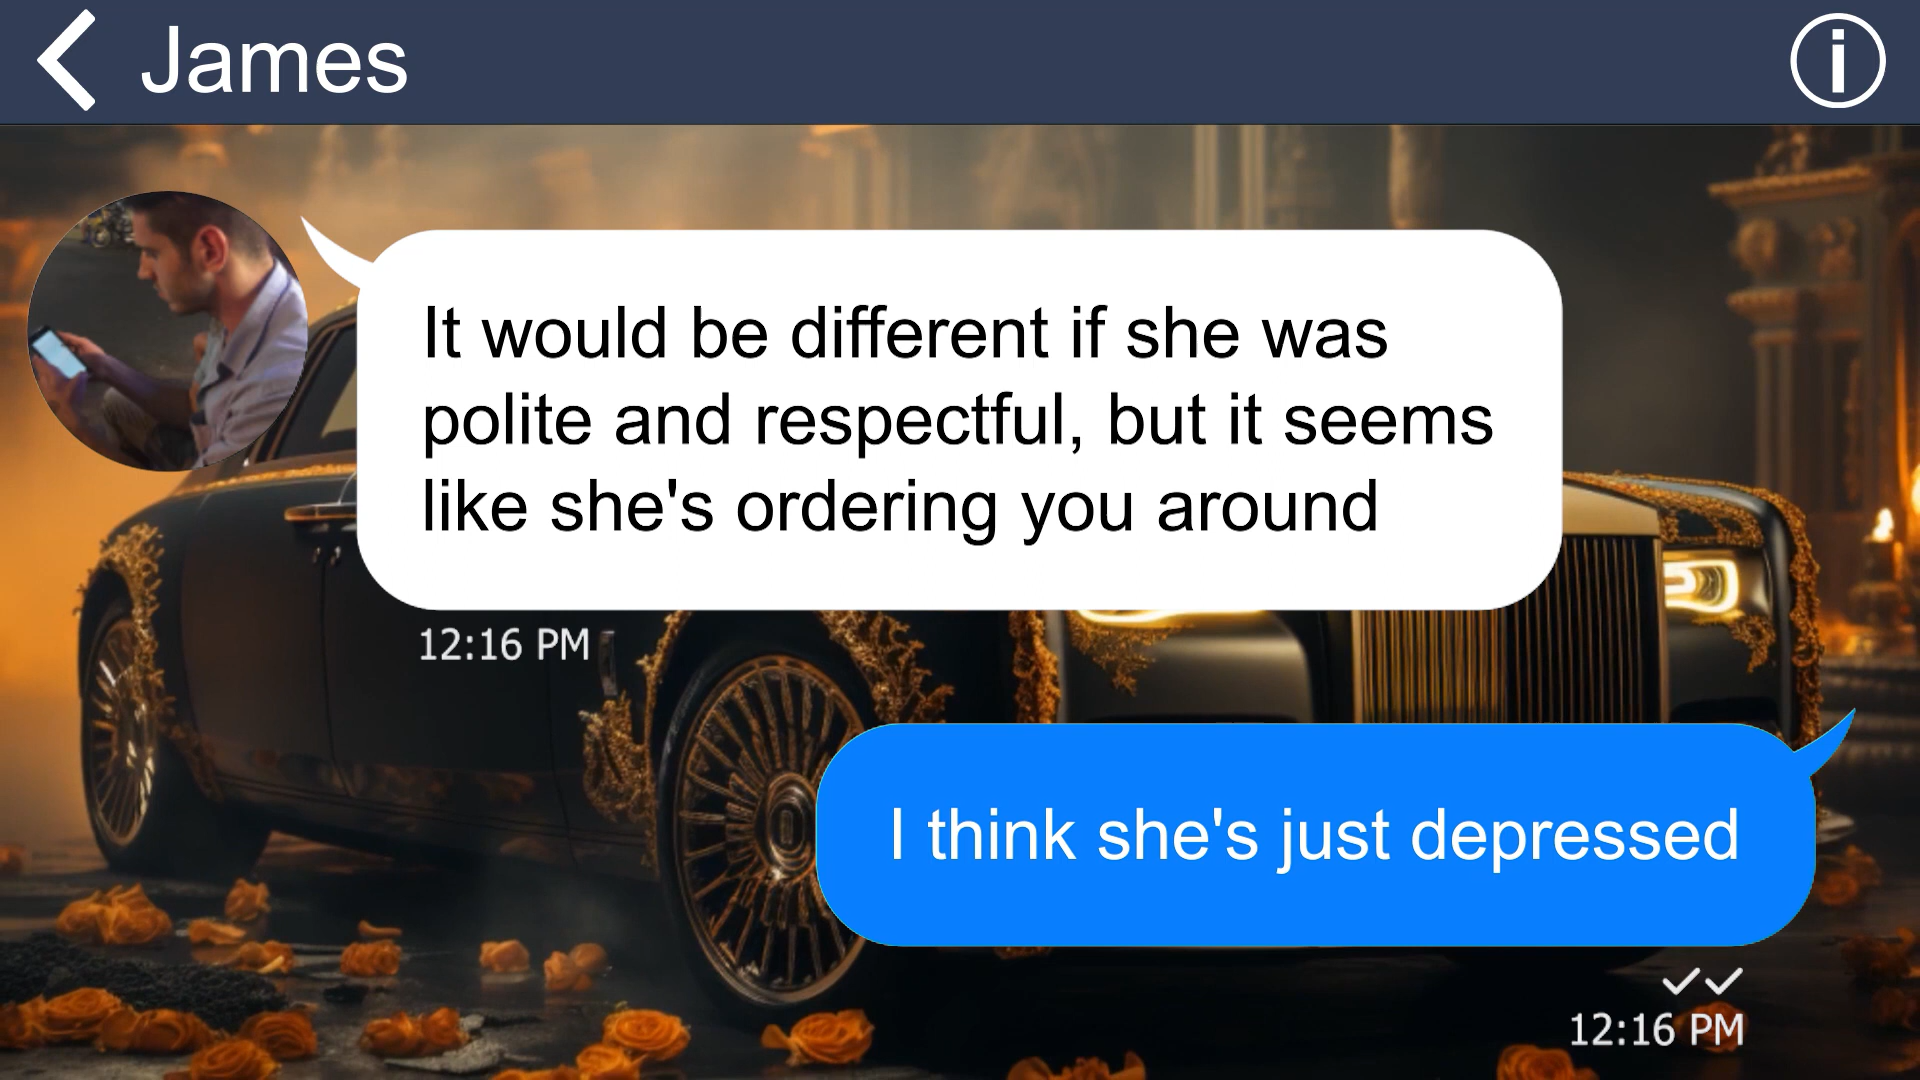 James
It would be different if she was
polite and respectful, but it seems
like she's ordering you around
12:16 PM
I think she's just depressed
12:16 PM